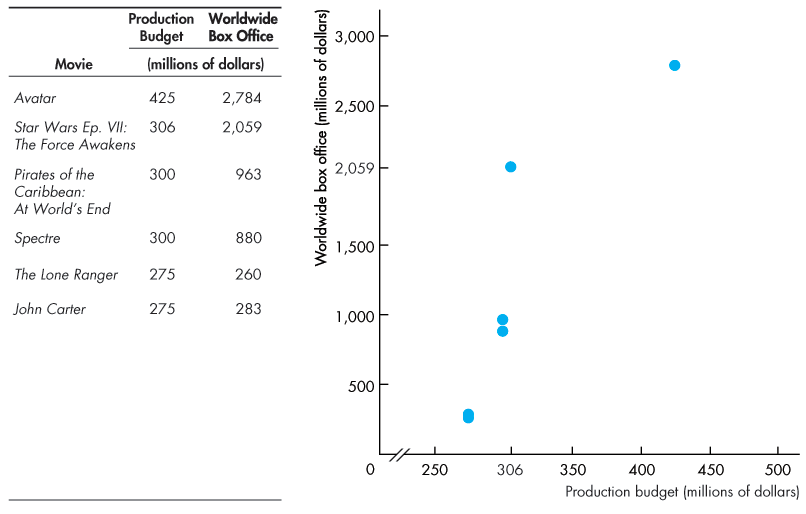 Production Worldwide
Budget Box Office
Movie (millions of dollars)
Avatar 425 2,784
Star Wars Ep. VII: 306 2,059
The Force Awakens
Pirates of the 300 963
Caribbean:
At World's End
Spectre 300 880
The Lone Ranger 275 260
John Carter 275 283
Worldwide box office (millions of dollars)
3,000
2,500
2,059
1,500
1,000
500
0 250 306 350 400 450 500
Production budget (millions of dollars)